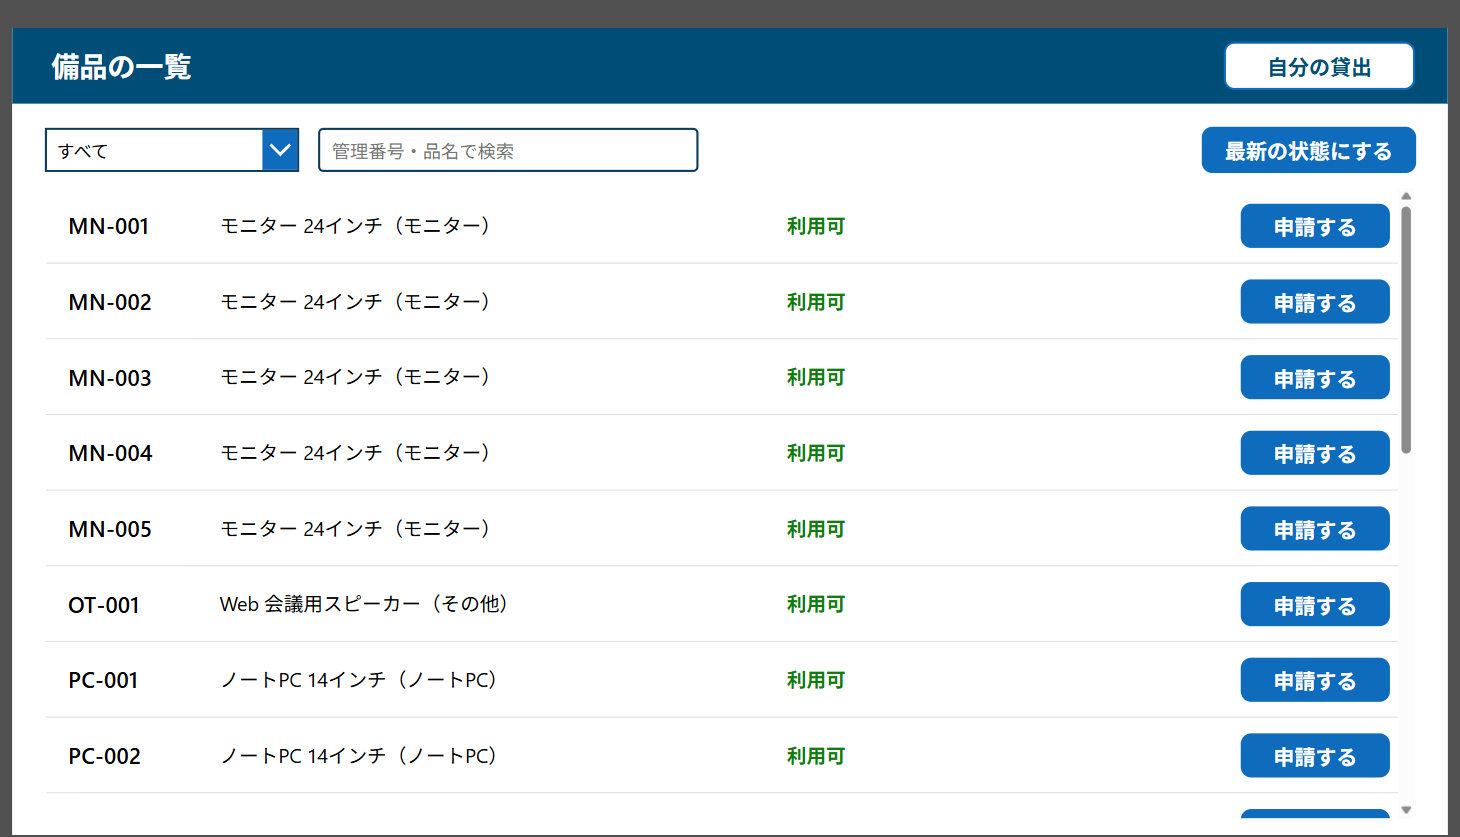 備品の一覧
自分の貸出
すべて
管理番号・品名で検索
最新の状態にする
MN-001 モニター 24インチ（モニター） 利用可 申請する
MN-002 モニター 24インチ（モニター） 利用可 申請する
MN-003 モニター 24インチ（モニター） 利用可 申請する
MN-004 モニター 24インチ（モニター） 利用可 申請する
MN-005 モニター 24インチ（モニター） 利用可 申請する
OT-001 Web 会議用スピーカー（その他） 利用可 申請する
PC-001 ノートPC 14インチ（ノートPC） 利用可 申請する
PC-002 ノートPC 14インチ（ノートPC） 利用可 申請する